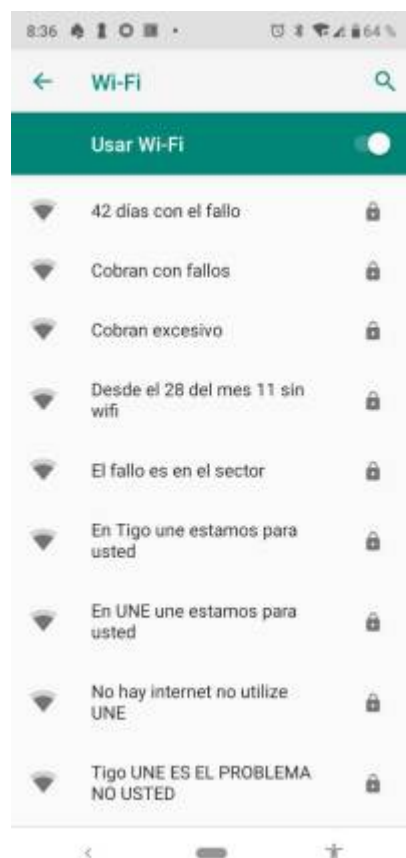 8:36
64 %
Wi-Fi
Usar Wi-Fi
42 días con el fallo
Cobran con fallos
Cobran excesivo
Desde el 28 del mes 11 sin
wifi
El fallo es en el sector
En Tigo une estamos para
usted
En UNE une estamos para
usted
No hay internet no utilize
UNE
Tigo UNE ES EL PROBLEMA
NO USTED